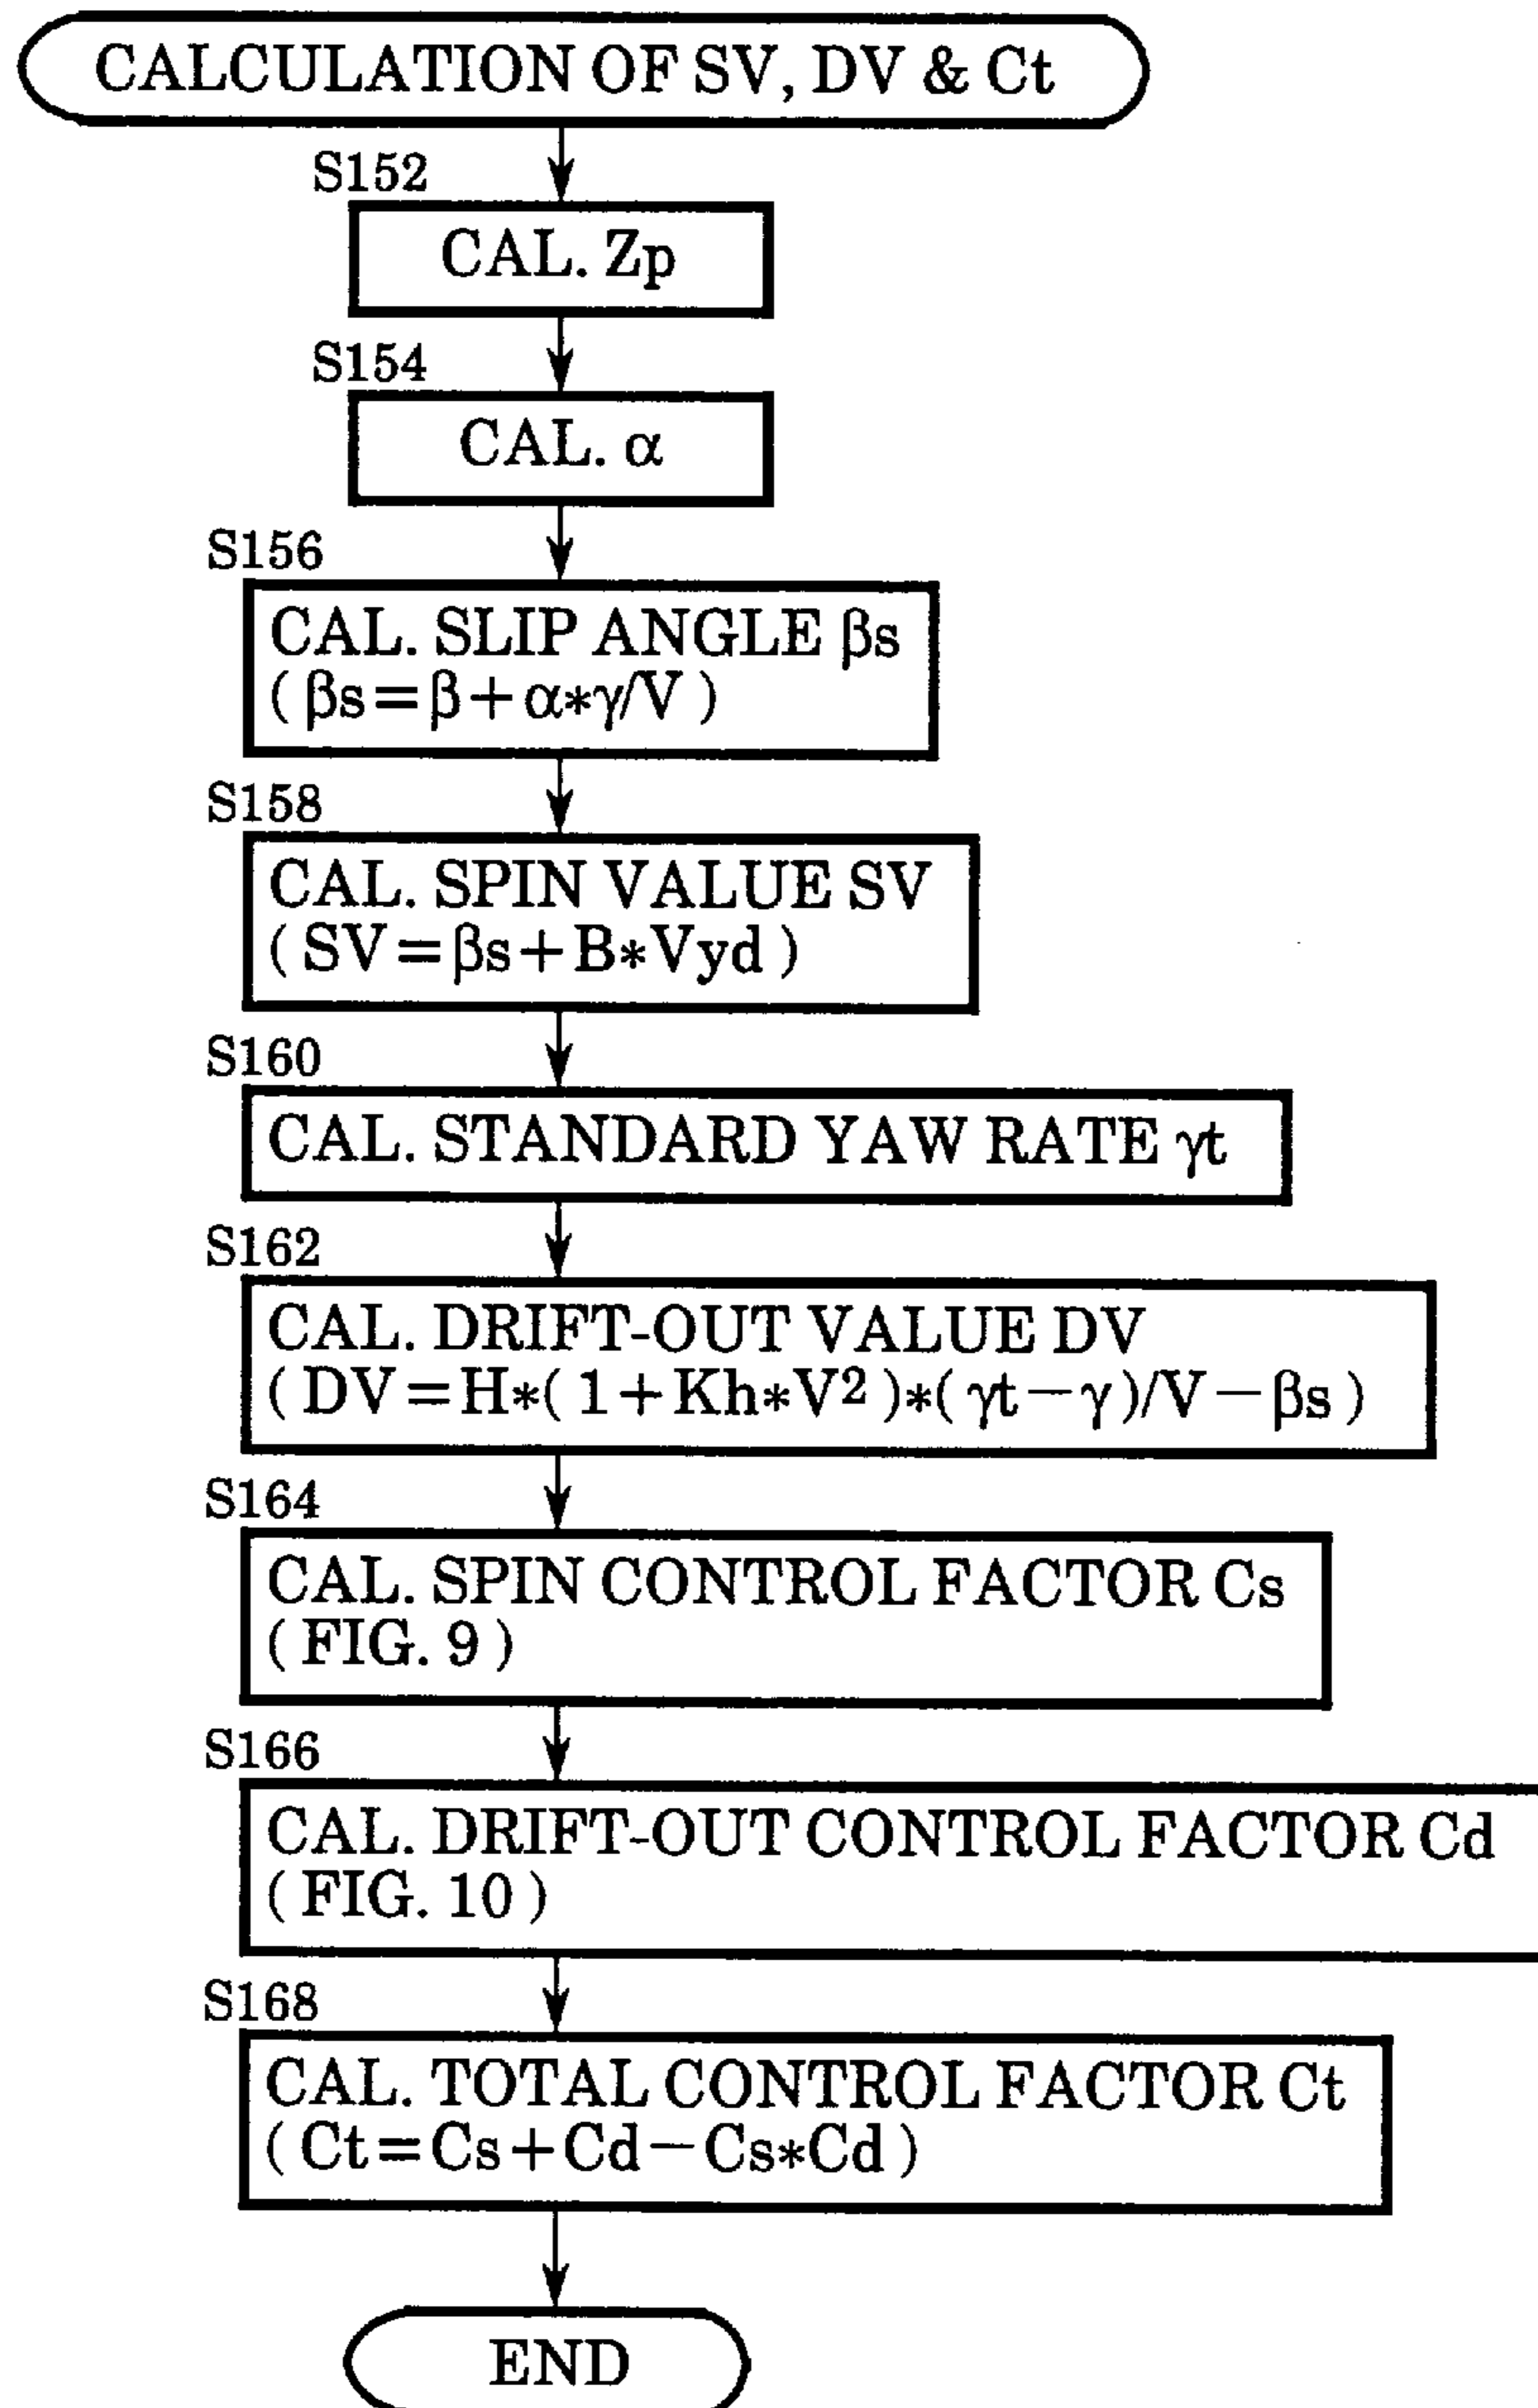 CALCULATION OF SV, DV & Ct
S152
CAL. Zp
S154
CAL. α
S156
CAL. SLIP ANGLE βs
( βs=β+α*γ/V )
S158
CAL. SPIN VALUE SV
( SV=βs+B*Vyd )
S160
CAL. STANDARD YAW RATE γt
S162
CAL. DRIFT-OUT VALUE DV
( DV=H*( 1+Kh*V² )*( γt-γ )/V-βs )
S164
CAL. SPIN CONTROL FACTOR Cs
( FIG. 9 )
S166
CAL. DRIFT-OUT CONTROL FACTOR Cd
( FIG. 10 )
S168
CAL. TOTAL CONTROL FACTOR Ct
( Ct=Cs+Cd-Cs*Cd )
END